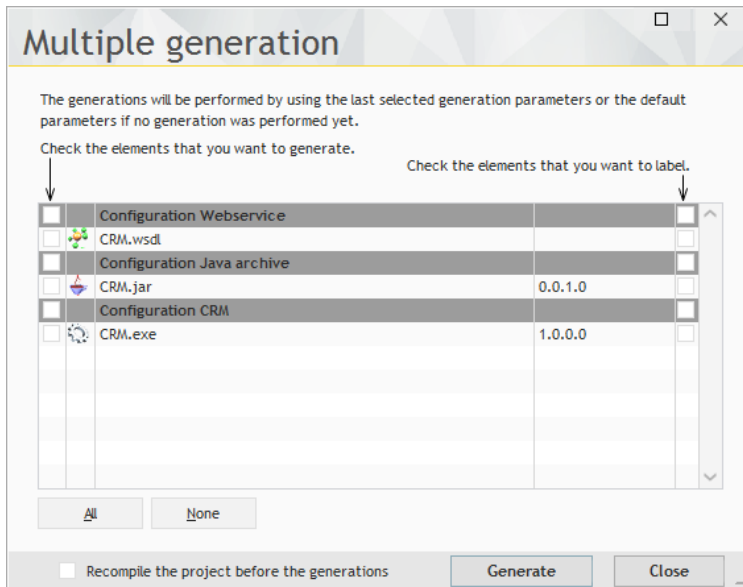 Multiple generation
The generations will be performed by using the last selected generation parameters or the default
parameters if no generation was performed yet.
Check the elements that you want to generate.
Check the elements that you want to label.
Configuration Webservice
CRM.wsdl
Configuration Java archive
CRM.jar 0.0.1.0
Configuration CRM
CRM.exe 1.0.0.0
All None
Recompile the project before the generations Generate Close